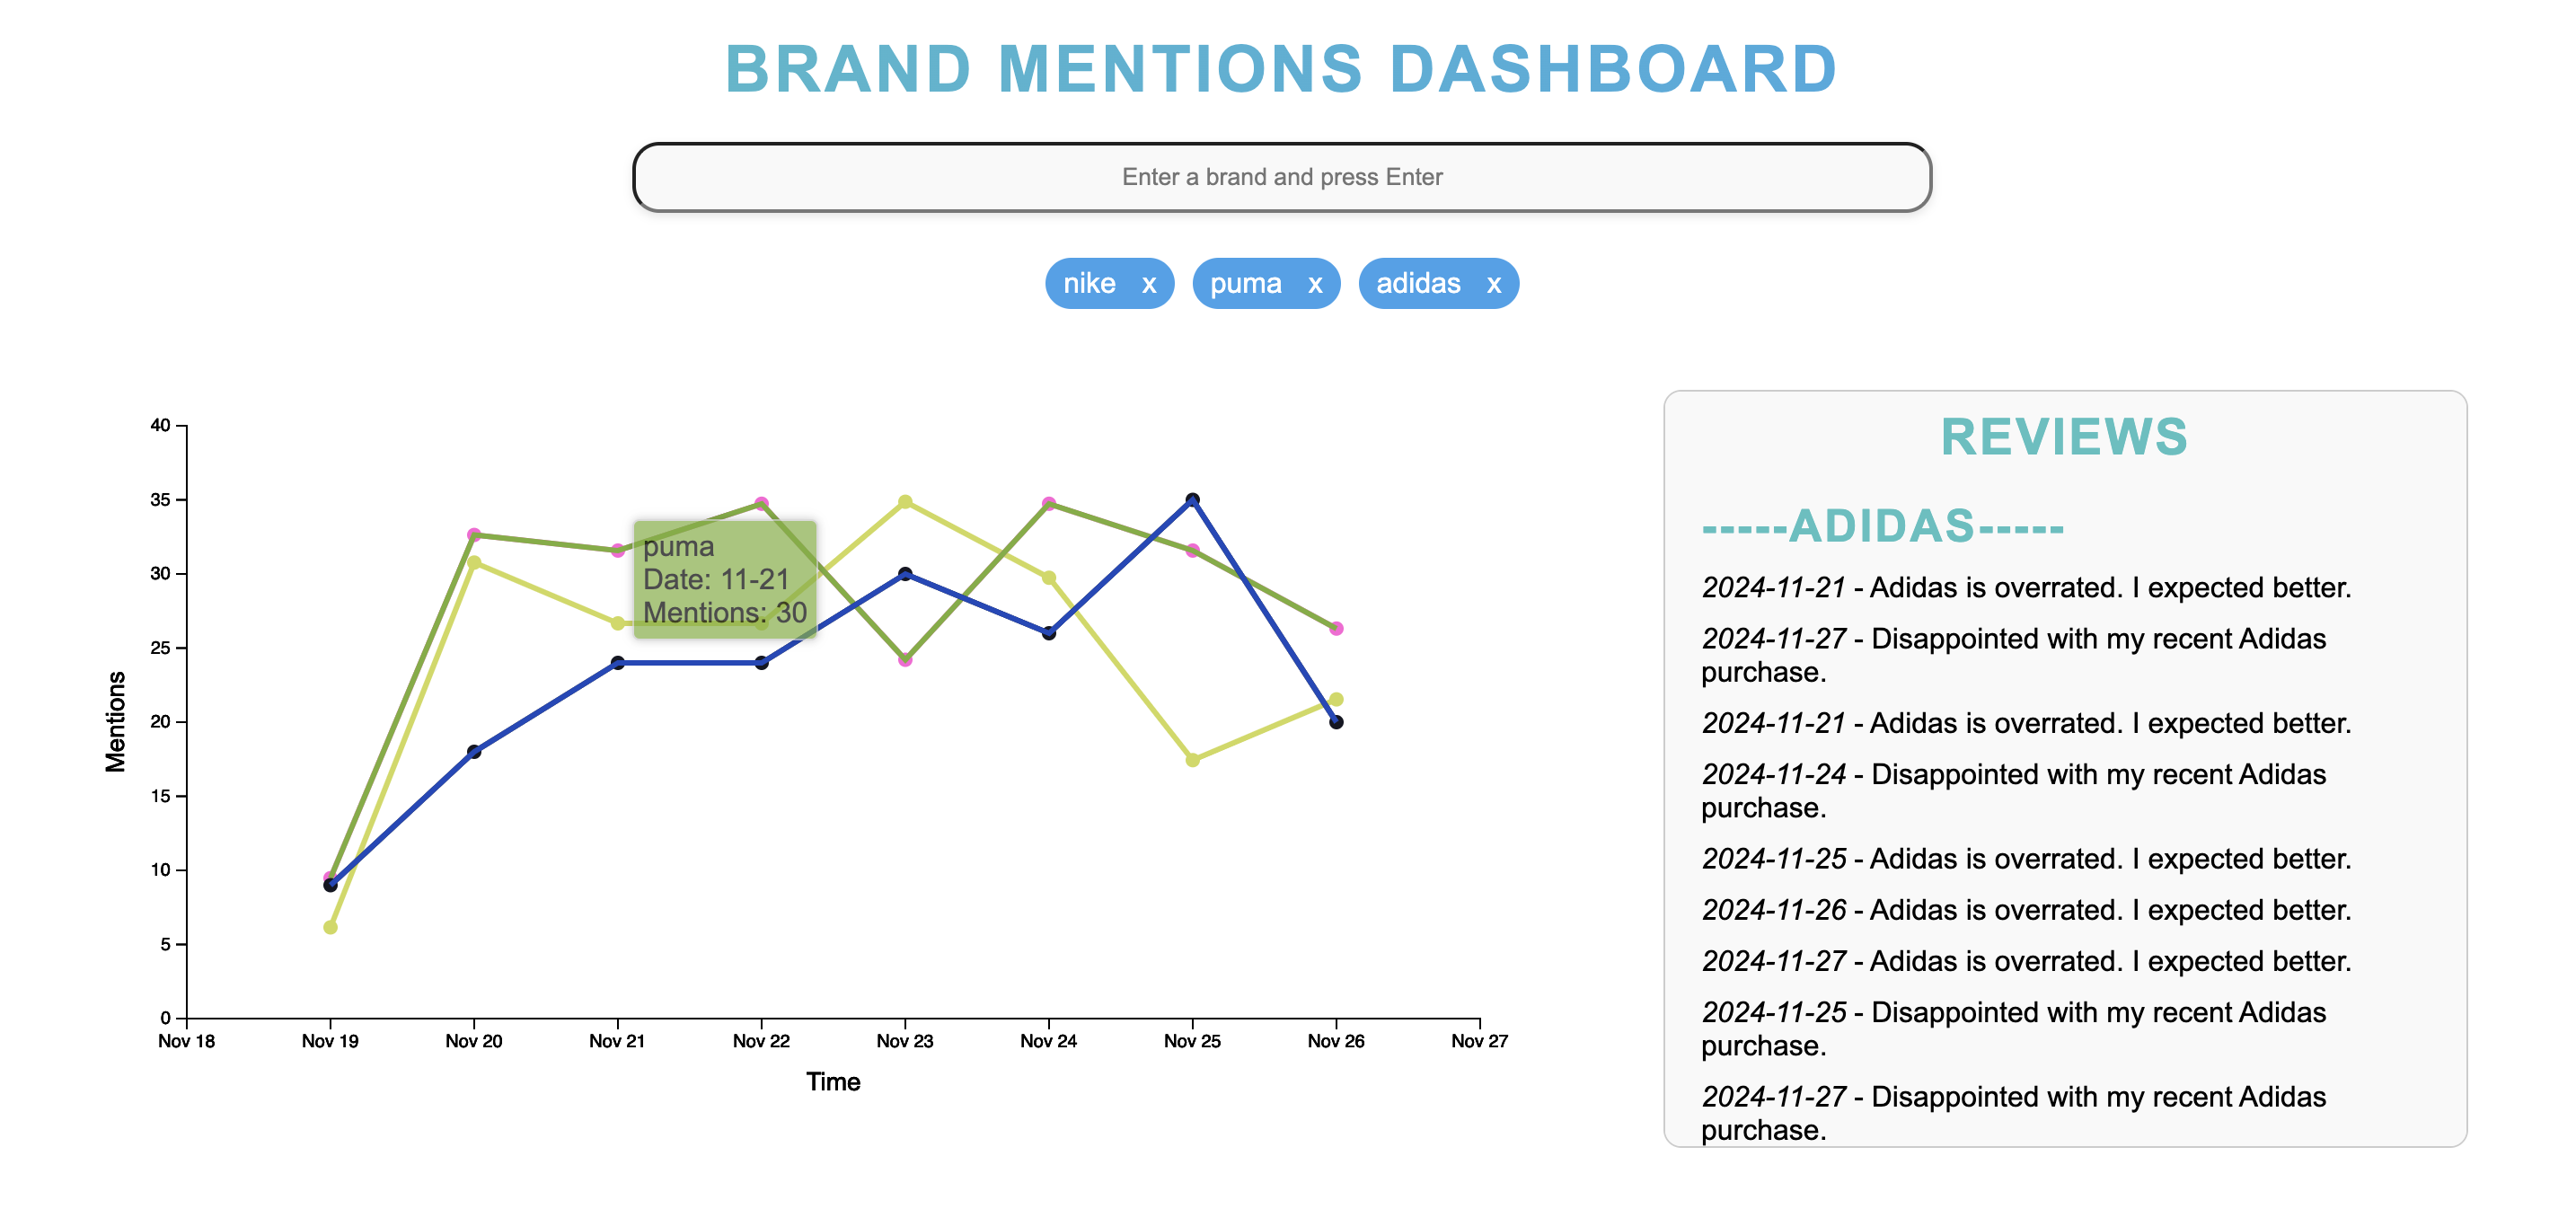 BRAND MENTIONS DASHBOARD
Enter a brand and press Enter
nike x puma x adidas x
40
35
30
25
20
15
10
5
0
Mentions
puma
Date: 11-21
Mentions: 30
Nov 18 Nov 19 Nov 20 Nov 21 Nov 22 Nov 23 Nov 24 Nov 25 Nov 26 Nov 27
Time
REVIEWS
-----ADIDAS-----
2024-11-21 - Adidas is overrated. I expected better.
2024-11-27 - Disappointed with my recent Adidas
purchase.
2024-11-21 - Adidas is overrated. I expected better.
2024-11-24 - Disappointed with my recent Adidas
purchase.
2024-11-25 - Adidas is overrated. I expected better.
2024-11-26 - Adidas is overrated. I expected better.
2024-11-27 - Adidas is overrated. I expected better.
2024-11-25 - Disappointed with my recent Adidas
purchase.
2024-11-27 - Disappointed with my recent Adidas
purchase.